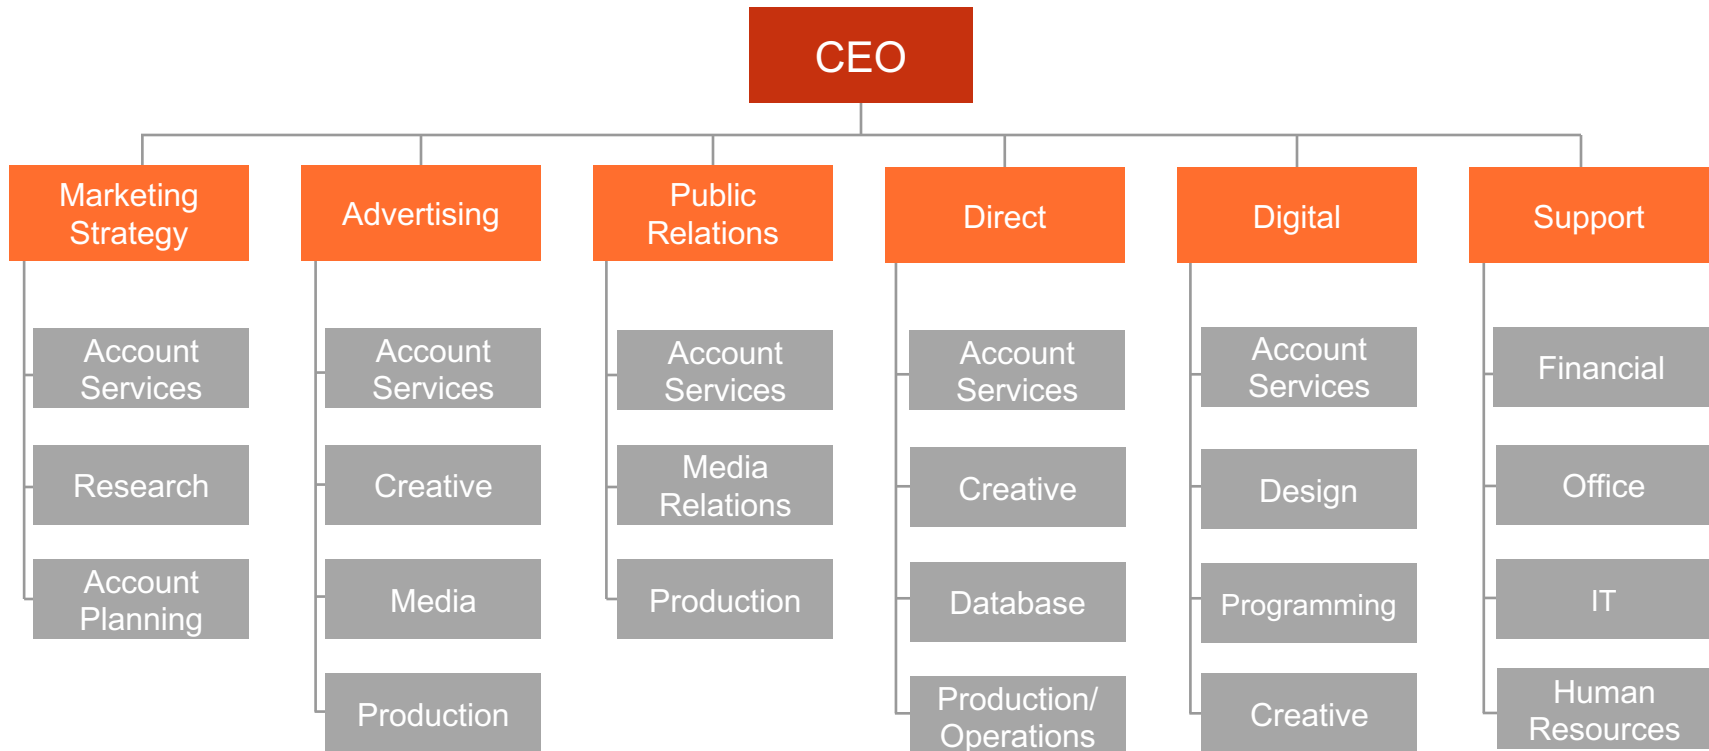 CEO
Marketing
Strategy
Advertising
Public
Relations
Direct
Digital
Support
Account
Services
Research
Account
Planning
Account
Services
Creative
Media
Production
Account
Services
Media
Relations
Production
Account
Services
Creative
Database
Production/
Operations
Account
Services
Design
Programming
Creative
Financial
Office
IT
Human
Resources